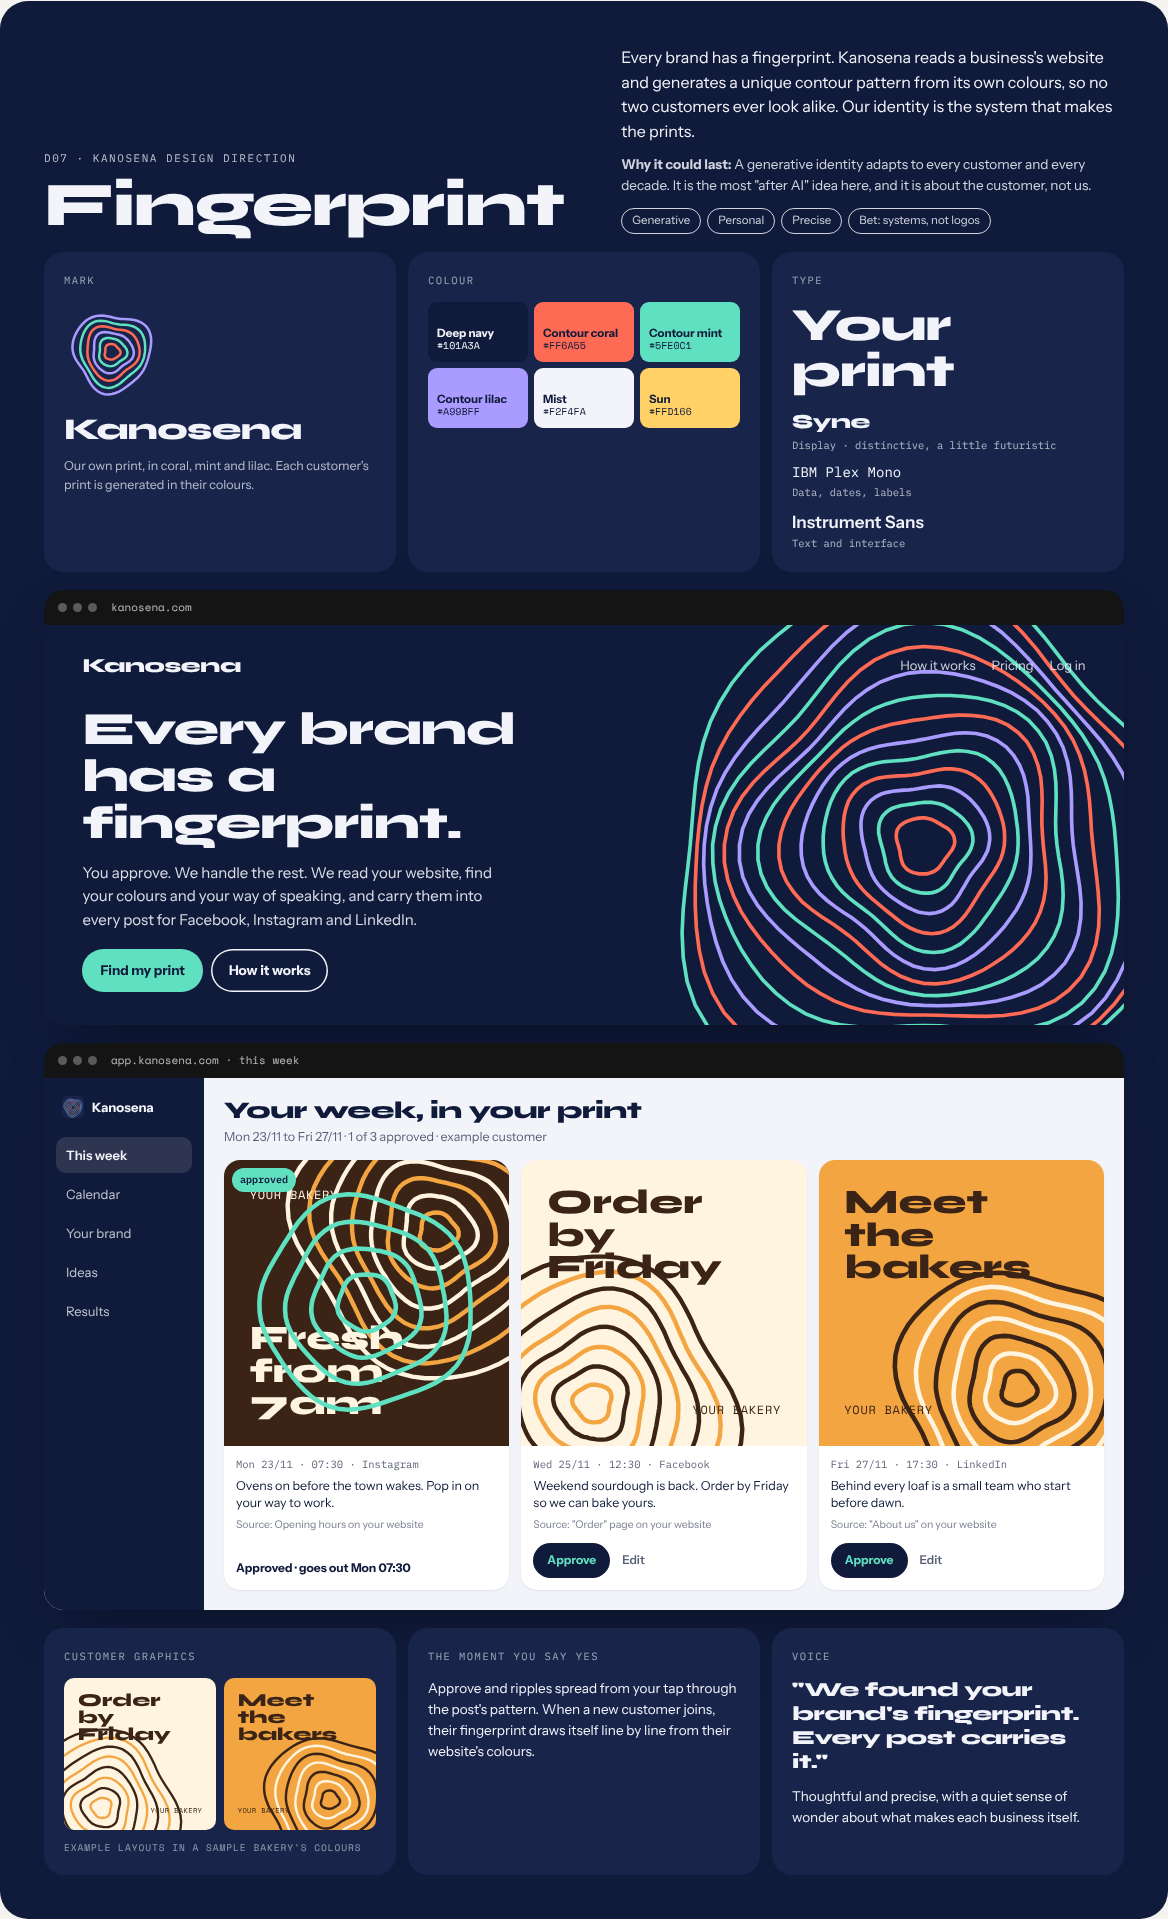 D07 · KANOSENA DESIGN DIRECTION
Fingerprint
Every brand has a fingerprint. Kanosena reads a business's website
and generates a unique contour pattern from its own colours, so no
two customers ever look alike. Our identity is the system that makes
the prints.
Why it could last: A generative identity adapts to every customer and every
decade. It is the most "after AI" idea here, and it is about the customer, not us.
Generative
Personal
Precise
Bet: systems, not logos
MARK
Kanosena
Our own print, in coral, mint and lilac. Each customer's
print is generated in their colours.
COLOUR
Deep navy
#101A3A
Contour coral
#FF6A55
Contour mint
#5FE0C1
Contour lilac
#A99BFF
Mist
#F2F4FA
Sun
#FFD166
TYPE
Your
print
Syne
Display · distinctive, a little futuristic
IBM Plex Mono
Data, dates, labels
Instrument Sans
Text and interface
kanosena.com
Kanosena
How it works
Pricing
Log in
Every brand
has a
fingerprint.
You approve. We handle the rest. We read your website, find
your colours and your way of speaking, and carry them into
every post for Facebook, Instagram and LinkedIn.
Find my print
How it works
app.kanosena.com · this week
Kanosena
This week
Calendar
Your brand
Ideas
Results
Your week, in your print
Mon 23/11 to Fri 27/11 · 1 of 3 approved · example customer
approved
YOUR BAKERY
Fresh
from
7am
Mon 23/11 · 07:30 · Instagram
Ovens on before the town wakes. Pop in on
your way to work.
Source: Opening hours on your website
Approved · goes out Mon 07:30
Order
by
Friday
YOUR BAKERY
Wed 25/11 · 12:30 · Facebook
Weekend sourdough is back. Order by Friday
so we can bake yours.
Source: "Order" page on your website
Approve
Edit
Meet
the
bakers
YOUR BAKERY
Fri 27/11 · 17:30 · LinkedIn
Behind every loaf is a small team who start
before dawn.
Source: "About us" on your website
Approve
Edit
CUSTOMER GRAPHICS
Order
by
Friday
YOUR BAKERY
Meet
the
bakers
YOUR BAKERY
EXAMPLE LAYOUTS IN A SAMPLE BAKERY'S COLOURS
THE MOMENT YOU SAY YES
Approve and ripples spread from your tap through
the post's pattern. When a new customer joins,
their fingerprint draws itself line by line from their
website's colours.
VOICE
"We found your
brand's fingerprint.
Every post carries
it."
Thoughtful and precise, with a quiet sense of
wonder about what makes each business itself.